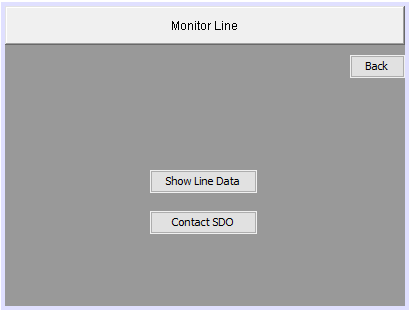 Monitor Line
Back
Show Line Data
Contact SDO